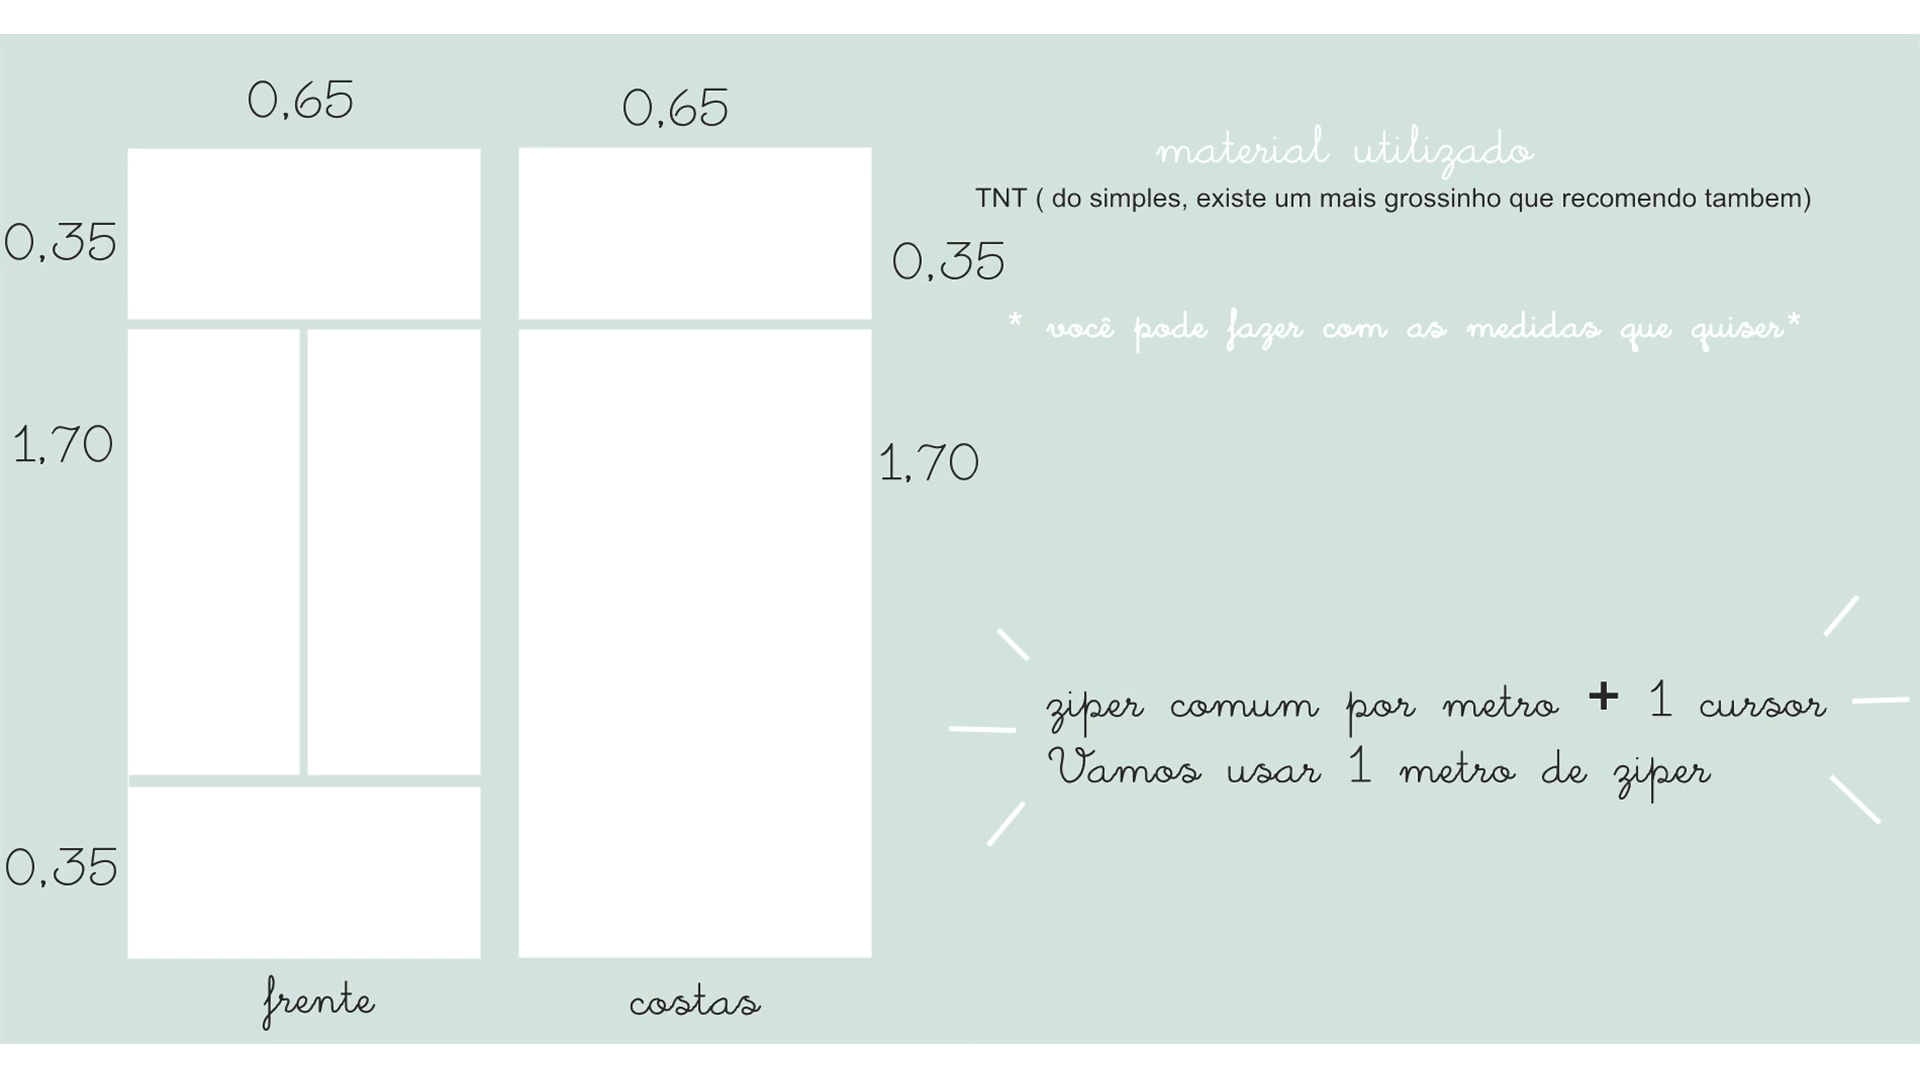 0,65
0,65
material utilizado
TNT ( do simples, existe um mais grossinho que recomendo tambem)
0,35
0,35
* você pode fazer com as medidas que quiser*
1,70
1,70
ziper comum por metro + 1 cursor
Vamos usar 1 metro de ziper
0,35
frente
costas